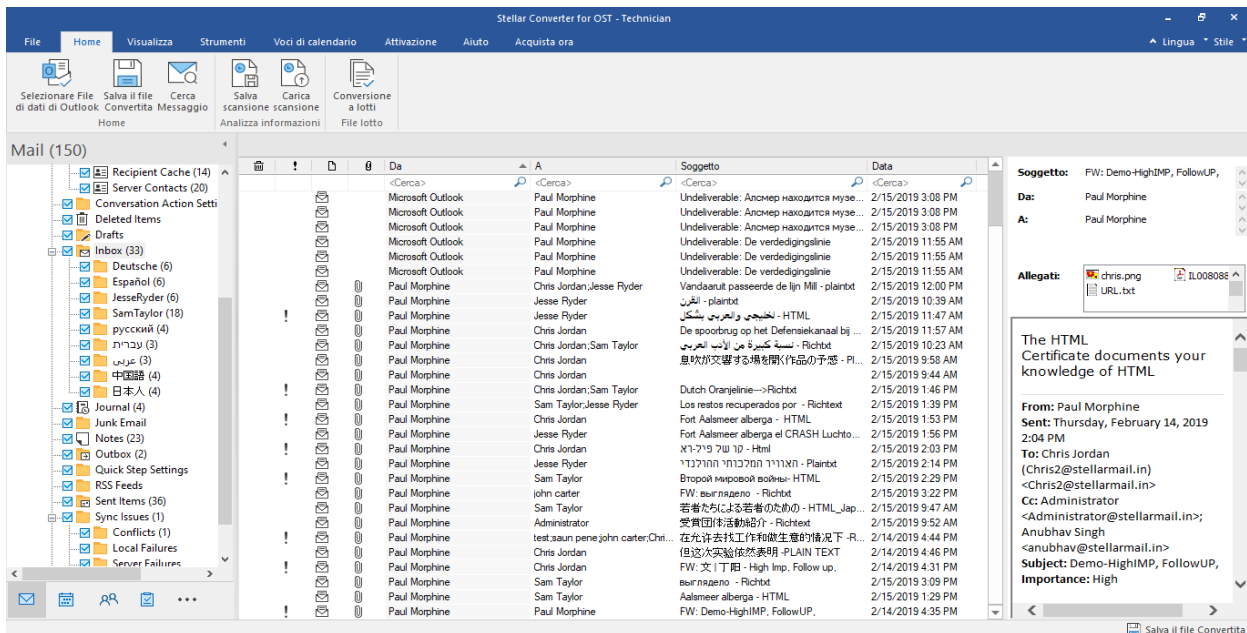 Stellar Converter for OST - Technician
File Home Visualizza Strumenti Voci di calendario Attivazione Aiuto Acquista ora Lingua Stile
Selezionare File di dati di Outlook
Salva il file Convertita
Cerca Messaggio
Salva scansione
Carica scansione
Conversione a lotti
Home Analizza informazioni File lotto
Mail (150)
Recipient Cache (14)
Server Contacts (20)
Conversation Action Setti
Deleted Items
Drafts
Inbox (33)
Deutsche (6)
Español (6)
JesseRyder (6)
SamTaylor (18)
русский (4)
עברית (3)
عربى (3)
中国語 (4)
日本人 (4)
Journal (4)
Junk Email
Notes (23)
Outbox (2)
Quick Step Settings
RSS Feeds
Sent Items (36)
Sync Issues (1)
Conflicts (1)
Local Failures
Server Failures
Da A Soggetto Data
<Cerca> <Cerca> <Cerca> <Cerca>
Microsoft Outlook Paul Morphine Undeliverable: Алсмер находится музе... 2/15/2019 3:08 PM
Microsoft Outlook Paul Morphine Undeliverable: Алсмер находится музе... 2/15/2019 3:08 PM
Microsoft Outlook Paul Morphine Undeliverable: Алсмер находится музе... 2/15/2019 3:08 PM
Microsoft Outlook Paul Morphine Undeliverable: De verdedigingslinie 2/15/2019 11:55 AM
Microsoft Outlook Paul Morphine Undeliverable: De verdedigingslinie 2/15/2019 11:55 AM
Microsoft Outlook Paul Morphine Undeliverable: De verdedigingslinie 2/15/2019 11:55 AM
Paul Morphine Chris Jordan;Jesse Ryder Vandaaruit passeerde de lijn Mill - plaintxt 2/15/2019 12:00 PM
Paul Morphine Jesse Ryder القرن - plaintxt 2/15/2019 10:39 AM
Paul Morphine Jesse Ryder لخليجي والعربي بشكل - HTML 2/15/2019 11:47 AM
Paul Morphine Chris Jordan De spoorbrug op het Defensiekanaal bij ... 2/15/2019 11:57 AM
Paul Morphine Chris Jordan;Sam Taylor نسبة كبيرة من الأدب العربي - Richtxt 2/15/2019 10:23 AM
Paul Morphine Chris Jordan 息吹が交響する場を開く作品の予感 - Pl... 2/15/2019 9:58 AM
Paul Morphine Chris Jordan 2/15/2019 9:44 AM
Paul Morphine Chris Jordan;Sam Taylor Dutch Oranjelinie--->Richtxt 2/15/2019 1:46 PM
Paul Morphine Sam Taylor;Jesse Ryder Los restos recuperados por - Richtext 2/15/2019 1:39 PM
Paul Morphine Chris Jordan Fort Aalsmeer alberga - HTML 2/15/2019 1:53 PM
Paul Morphine Jesse Ryder Fort Aalsmeer alberga el CRASH Luchto... 2/15/2019 1:56 PM
Paul Morphine Chris Jordan קו של פיל-רא - Html 2/15/2019 2:03 PM
Paul Morphine Jesse Ryder האוויר המלכותי ההולנדי - Plaintxt 2/15/2019 2:14 PM
Paul Morphine Sam Taylor Второй мировой войны- HTML 2/15/2019 2:29 PM
Paul Morphine john carter FW: выглядело - Richtxt 2/15/2019 3:22 PM
Paul Morphine Sam Taylor 若者たちによる若者のための - HTML_Jap... 2/15/2019 9:47 AM
Paul Morphine Administrator 受賞団体活動紹介 - Richtext 2/15/2019 9:52 AM
Paul Morphine test;saun pene;john carter;Chri... 在允许去找工作和做生意的情况下 -R... 2/14/2019 4:44 PM
Paul Morphine Chris Jordan 但这次实验依然表明 -PLAIN TEXT 2/14/2019 4:46 PM
Paul Morphine Chris Jordan FW: 文 | 丁阳 - High Imp, Follow up, 2/14/2019 4:31 PM
Paul Morphine Sam Taylor выглядело - Richtxt 2/15/2019 3:09 PM
Paul Morphine Sam Taylor Aalsmeer alberga - HTML 2/15/2019 1:29 PM
Paul Morphine Paul Morphine FW: Demo-HighIMP, FollowUP, 2/14/2019 4:35 PM
Soggetto: FW: Demo-HighIMP, FollowUP,
Da: Paul Morphine
A: Paul Morphine
Allegati: chris.png IL008088
URL.txt
The HTML
Certificate documents your
knowledge of HTML
From: Paul Morphine
Sent: Thursday, February 14, 2019
2:04 PM
To: Chris Jordan
(Chris2@stellarmail.in)
<Chris2@stellarmail.in>
Cc: Administrator
<Administrator@stellarmail.in>;
Anubhav Singh
<anubhav@stellarmail.in>
Subject: Demo-HighIMP, FollowUP,
Importance: High
Salva il file Convertita